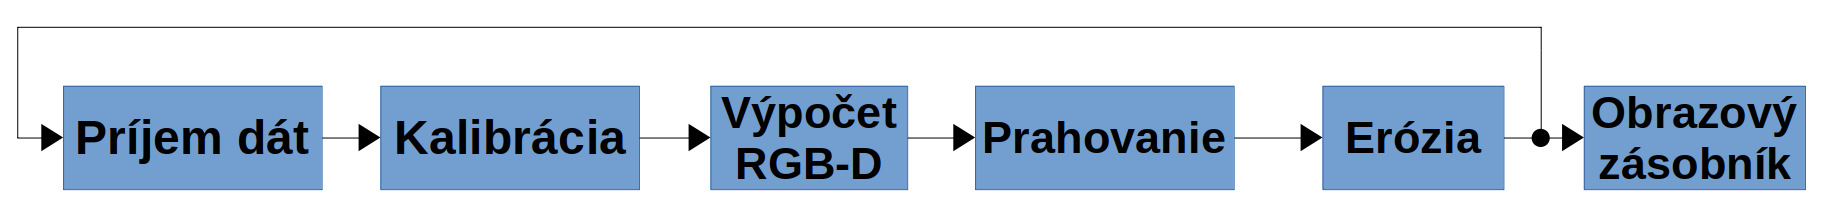 Príjem dát
Kalibrácia
Výpočet
RGB-D
Prahovanie
Erózia
Obrazový
zásobník